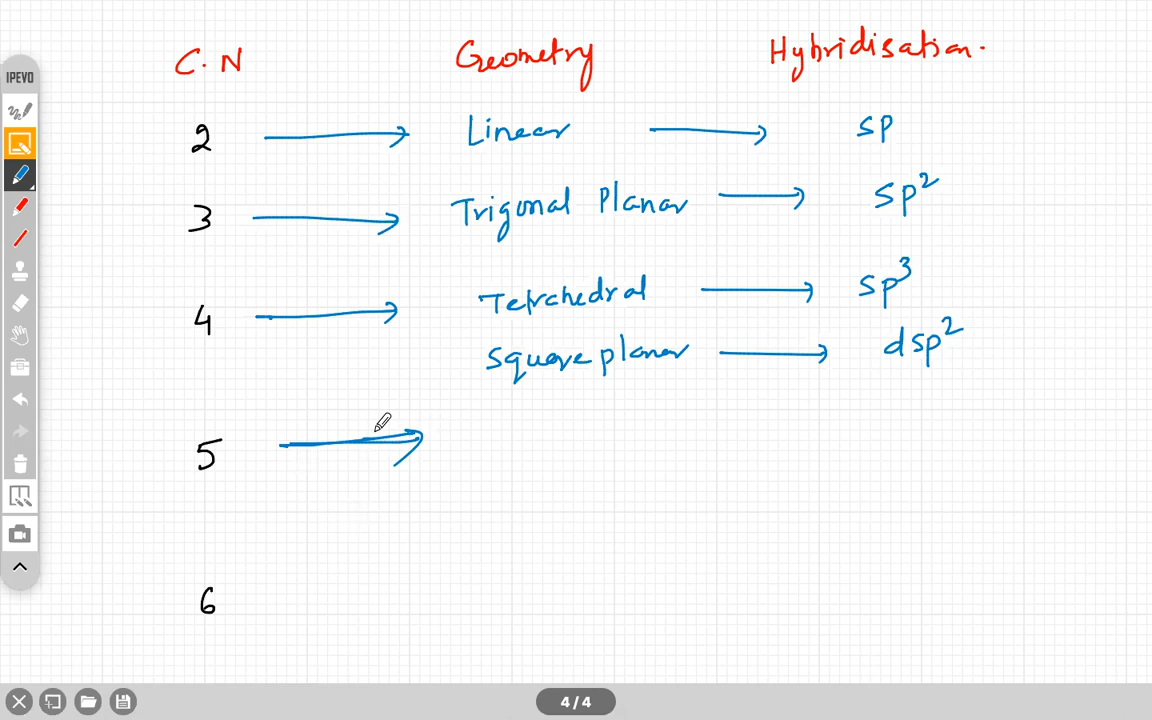 IPEVO
C.N Geometry Hybridisation.
2 → Linear → sp
3 → Trigonal Planar → sp²
4 → Tetrahedral → sp³
square planar → dsp²
5 →
6
4/4